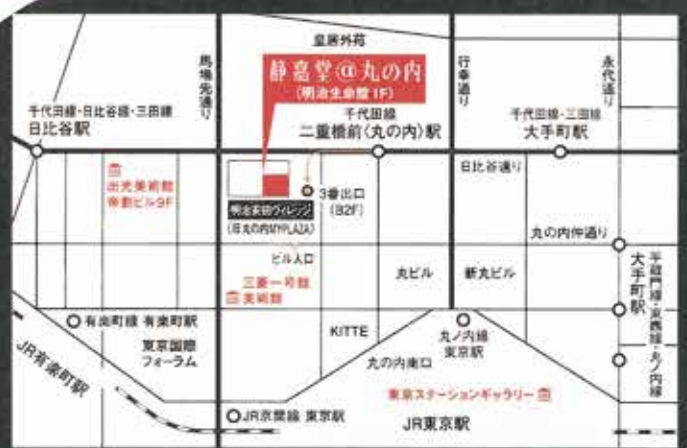 皇居外苑
馬場先通り
行幸通り
永代通り
静嘉堂@丸の内
(明治生命館1F)
千代田線・日比谷線・三田線
日比谷駅
千代田線
二重橋前〈丸の内〉駅
千代田線・三田線
大手町駅
出光美術館
帝劇ビル9F
明治安田ヴィレッジ
(旧丸の内MYPLAZA)
3番出口
(B2F)
日比谷通り
丸の内仲通り
ビル入口
三菱一号館
美術館
丸ビル
新丸ビル
大手町駅
半蔵門線・東西線・丸ノ内線
有楽町線 有楽町駅
東京国際
フォーラム
KITTE
丸ノ内線
東京駅
丸の内南口
JR有楽町駅
東京ステーションギャラリー
JR京葉線 東京駅
JR東京駅